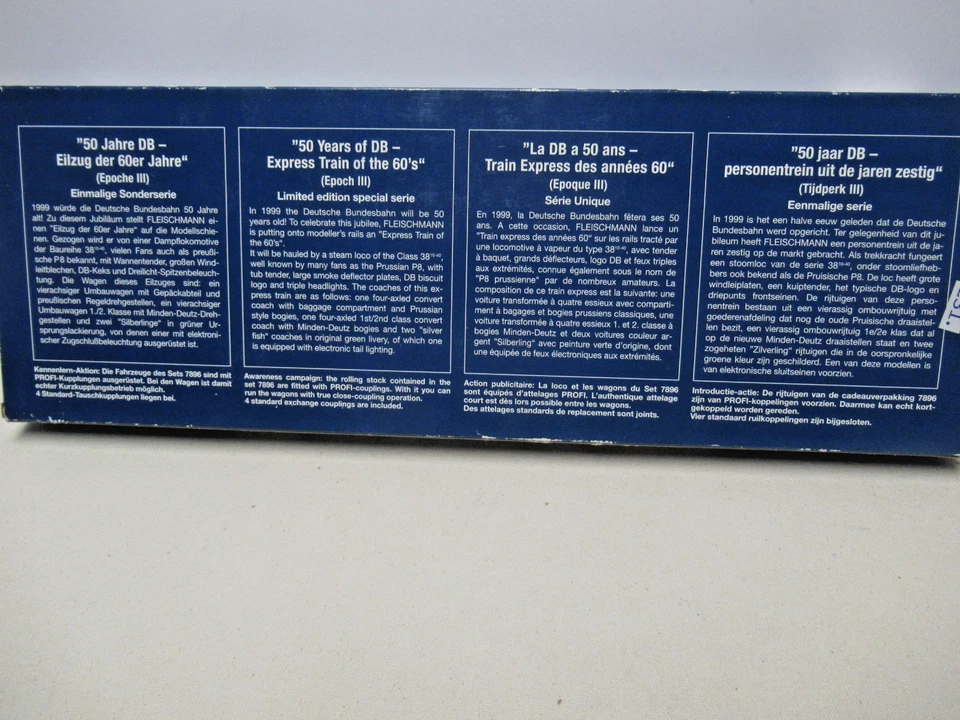 "50 Jahre DB –
Eilzug der 60er Jahre"
(Epoche III)
Einmalige Sonderserie
1999 würde die Deutsche Bundesbahn 50 Jahre
alt! Zu diesem Jubiläum stellt FLEISCHMANN ei-
nen "Eilzug der 60er Jahre" auf die Modellschie-
nen. Gezogen wird er von einer Dampflokomotive
der Baureihe 38¹⁰⁻⁴⁰, vielen Fans auch als preußi-
sche P8 bekannt, mit Wannentender, großen Wind-
leitblechen, DB-Keks und Dreilicht-Spitzenbeleuch-
tung. Die Wagen dieses Eilzuges sind: ein
vierachsiger Umbauwagen mit Gepäckabteil und
preußischen Regeldrehgestellen, ein vierachsiger
Umbauwagen 1./2. Klasse mit Minden-Deutz-Dreh-
gestellen und zwei "Silberlinge" in grüner Ur-
sprungslackierung, von denen einer mit elektroni-
scher Zugschlußbeleuchtung ausgerüstet ist.
Kennenlern-Aktion: Die Fahrzeuge des Sets 7896 sind mit
PROFI-Kupplungen ausgerüstet. Bei den Wagen ist damit
echter Kurzkupplungsbetrieb möglich.
4 Standard-Tauschkupplungen liegen bei.
"50 Years of DB –
Express Train of the 60's"
(Epoch III)
Limited edition special serie
In 1999 the Deutsche Bundesbahn will be 50
years old! To celebrate this jubilee, FLEISCHMANN
is putting onto modeller's rails an "Express Train of
the 60's".
It will be hauled by a steam loco of the Class 38¹⁰⁻⁴⁰,
well known by many fans as the Prussian P8, with
tub tender, large smoke deflector plates, DB biscuit
logo and triple headlights. The coaches of this ex-
press train are as follows: one four-axled convert
coach with baggage compartment and Prussian
style bogies, one four-axled 1st/2nd class convert
coach with Minden-Deutz bogies and two "silver
fish" coaches in original green livery, of which one
is equipped with electronic tail lighting.
Awareness campaign: the rolling stock contained in the
set 7896 are fitted with PROFI-couplings. With it you can
run the wagons with true close-coupling operation.
4 standard exchange couplings are included.
"La DB a 50 ans –
Train Express des années 60"
(Epoque III)
Série Unique
En 1999, la Deutsche Bundesbahn fêtera ses 50
ans. A cette occasion, FLEISCHMANN lance un
"Train express des années 60" sur les rails tracté par
une locomotive à vapeur du type 38¹⁰⁻⁴⁰, avec tender
à baquet, grands déflecteurs, logo DB et feux triples
aux extrémités, connue également sous le nom de
"P8 prussienne" par de nombreux amateurs. La
composition de ce train express est la suivante: une
voiture transformée à quatre essieux avec comparti-
ment à bagages et bogies prussiens classiques, une
voiture transformée à quatre essieux 1. et 2. classe à
bogies Minden-Deutz et deux voitures couleur ar-
gent "Silberling" avec peinture verte d'origine, dont
une équipée de feux électroniques aux extrémités.
Action publicitaire: La loco et les wagons du Set 7896
sont équipés d'attelages PROFI. L'authentique attelage
court est dès lors possible entre les wagons.
Des attelages standards de replacement sont joints.
"50 jaar DB –
personentrein uit de jaren zestig"
(Tijdperk III)
Eenmalige serie
In 1999 is het een halve eeuw geleden dat de Deutsche
Bundesbahn werd opgericht. Ter gelegenheid van dit ju-
bileum heeft FLEISCHMANN een personentrein uit de ja-
ren zestig op de markt gebracht. Als trekkracht fungeert
een stoomloc van de serie 38¹⁰⁻⁴⁰, onder stoomliefheb-
bers ook bekend als de Pruisische P8. De loc heeft grote
windleiplaten, een kuiptender, het typische DB-logo en
driepunts frontseinen. De rijtuigen van deze perso-
nentrein bestaan uit een vierassig ombouwrijtuig met
goederenafdeling dat nog de oude Pruisische draaistel-
len bezit, een vierassig ombouwrijtuig 1e/2e klas dat al
op de nieuwe Minden-Deutz draaistellen staat en twee
zogeheten "Zilverling" rijtuigen die in de oorspronkelijke
groene kleur zijn geschilderd. Een van deze modellen is
van elektronische sluitseinen voorzien.
Introductie-actie: De rijtuigen van de cadeauverpakking 7896
zijn van PROFI-koppelingen voorzien. Daarmee kan echt kort-
gekoppeld worden gereden.
Vier standaard ruilkoppelingen zijn bijgesloten.